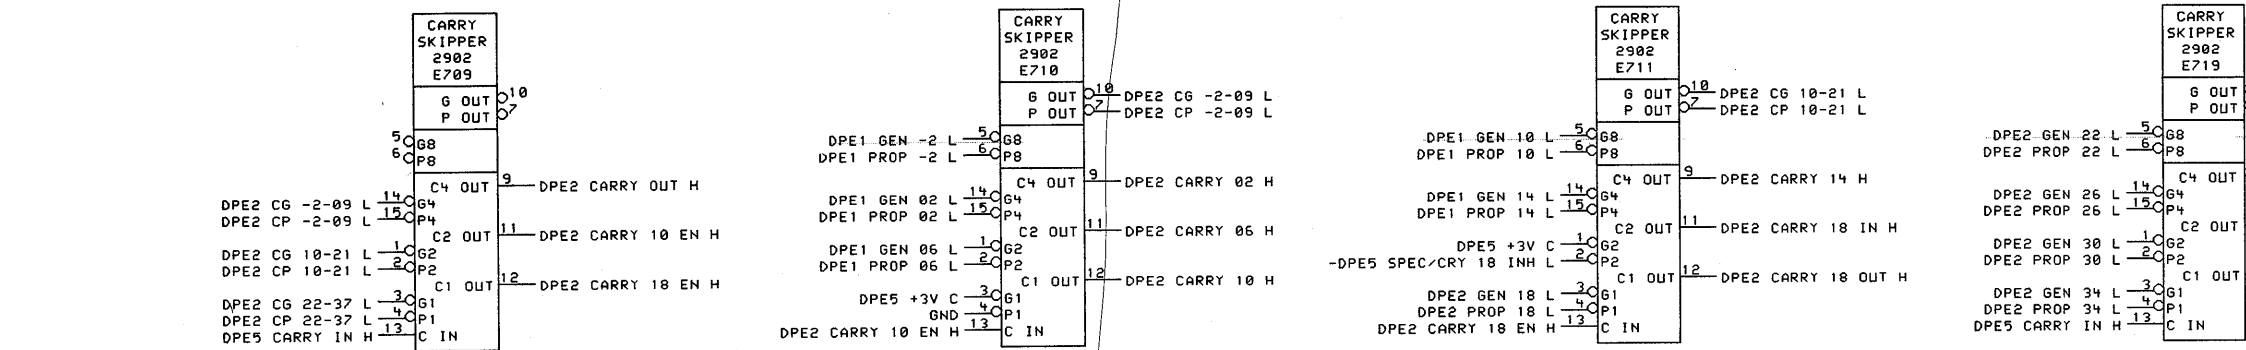 CARRY
SKIPPER
2902
E709
G OUT 10
P OUT 7
5 G8
6 P8
C4 OUT 9 DPE2 CARRY OUT H
DPE2 CG -2-09 L 14 G4
DPE2 CP -2-09 L 15 P4
C2 OUT 11 DPE2 CARRY 10 EN H
DPE2 CG 10-21 L 1 G2
DPE2 CP 10-21 L 2 P2
C1 OUT 12 DPE2 CARRY 18 EN H
DPE2 CG 22-37 L 3 G1
DPE2 CP 22-37 L 4 P1
DPE5 CARRY IN H 13 C IN
CARRY
SKIPPER
2902
E710
G OUT 10 DPE2 CG -2-09 L
P OUT 7 DPE2 CP -2-09 L
DPE1 GEN -2 L 5 G8
DPE1 PROP -2 L 6 P8
C4 OUT 9 DPE2 CARRY 02 H
DPE1 GEN 02 L 14 G4
DPE1 PROP 02 L 15 P4
C2 OUT 11 DPE2 CARRY 06 H
DPE1 GEN 06 L 1 G2
DPE1 PROP 06 L 2 P2
C1 OUT 12 DPE2 CARRY 10 H
DPE5 +3V C 3 G1
GND 4 P1
DPE2 CARRY 10 EN H 13 C IN
CARRY
SKIPPER
2902
E711
G OUT 10 DPE2 CG 10-21 L
P OUT 7 DPE2 CP 10-21 L
DPE1 GEN 10 L 5 G8
DPE1 PROP 10 L 6 P8
C4 OUT 9 DPE2 CARRY 14 H
DPE1 GEN 14 L 14 G4
DPE1 PROP 14 L 15 P4
C2 OUT 11 DPE2 CARRY 18 IN H
DPE5 +3V C 1 G2
-DPE5 SPEC/CRY 18 INH L 2 P2
C1 OUT 12 DPE2 CARRY 18 OUT H
DPE2 GEN 18 L 3 G1
DPE2 PROP 18 L 4 P1
DPE2 CARRY 18 EN H 13 C IN
CARRY
SKIPPER
2902
E719
G OUT
P OUT
DPE2 GEN 22 L 5 G8
DPE2 PROP 22 L 6 P8
C4 OUT
DPE2 GEN 26 L 14 G4
DPE2 PROP 26 L 15 P4
C2 OUT
DPE2 GEN 30 L 1 G2
DPE2 PROP 30 L 2 P2
C1 OUT
DPE2 GEN 34 L 3 G1
DPE2 PROP 34 L 4 P1
DPE5 CARRY IN H 13 C IN